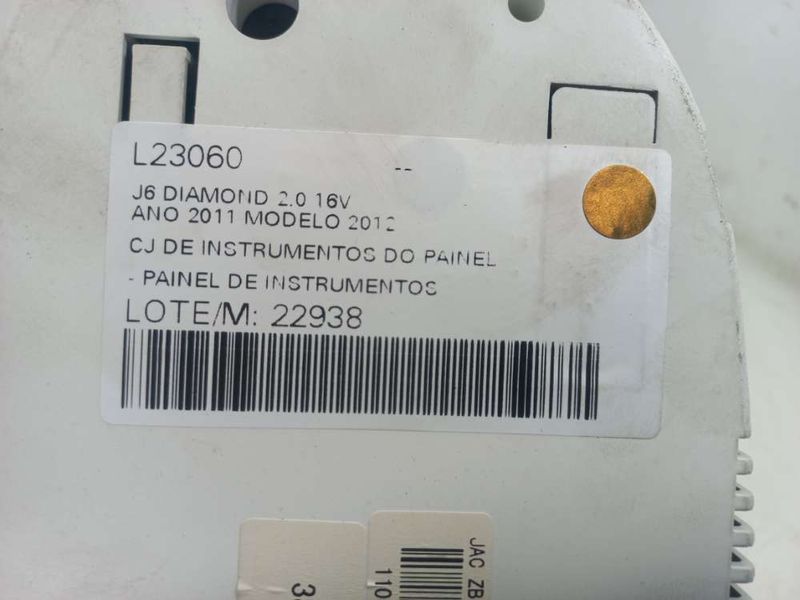 L23060
--
J6 DIAMOND 2.0 16V
ANO 2011 MODELO 2012
CJ DE INSTRUMENTOS DO PAINEL
- PAINEL DE INSTRUMENTOS
LOTE/M: 22938
JAC ZB
110